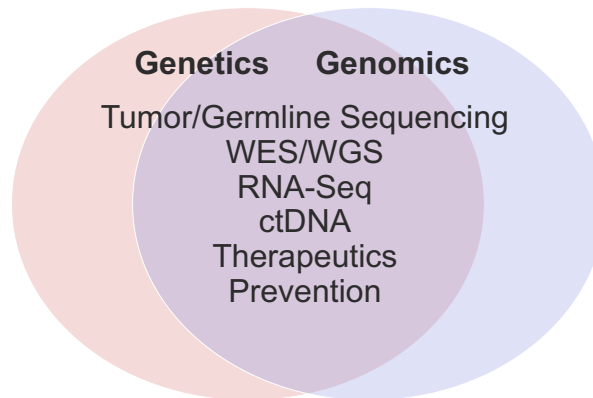 Genetics Genomics
Tumor/Germline Sequencing
WES/WGS
RNA-Seq
ctDNA
Therapeutics
Prevention